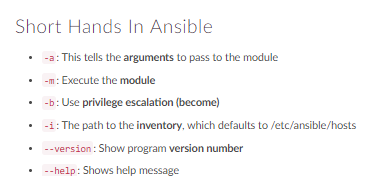 Short Hands In Ansible
-a: This tells the arguments to pass to the module
-m: Execute the module
-b: Use privilege escalation (become)
-i: The path to the inventory, which defaults to /etc/ansible/hosts
--version: Show program version number
--help: Shows help message